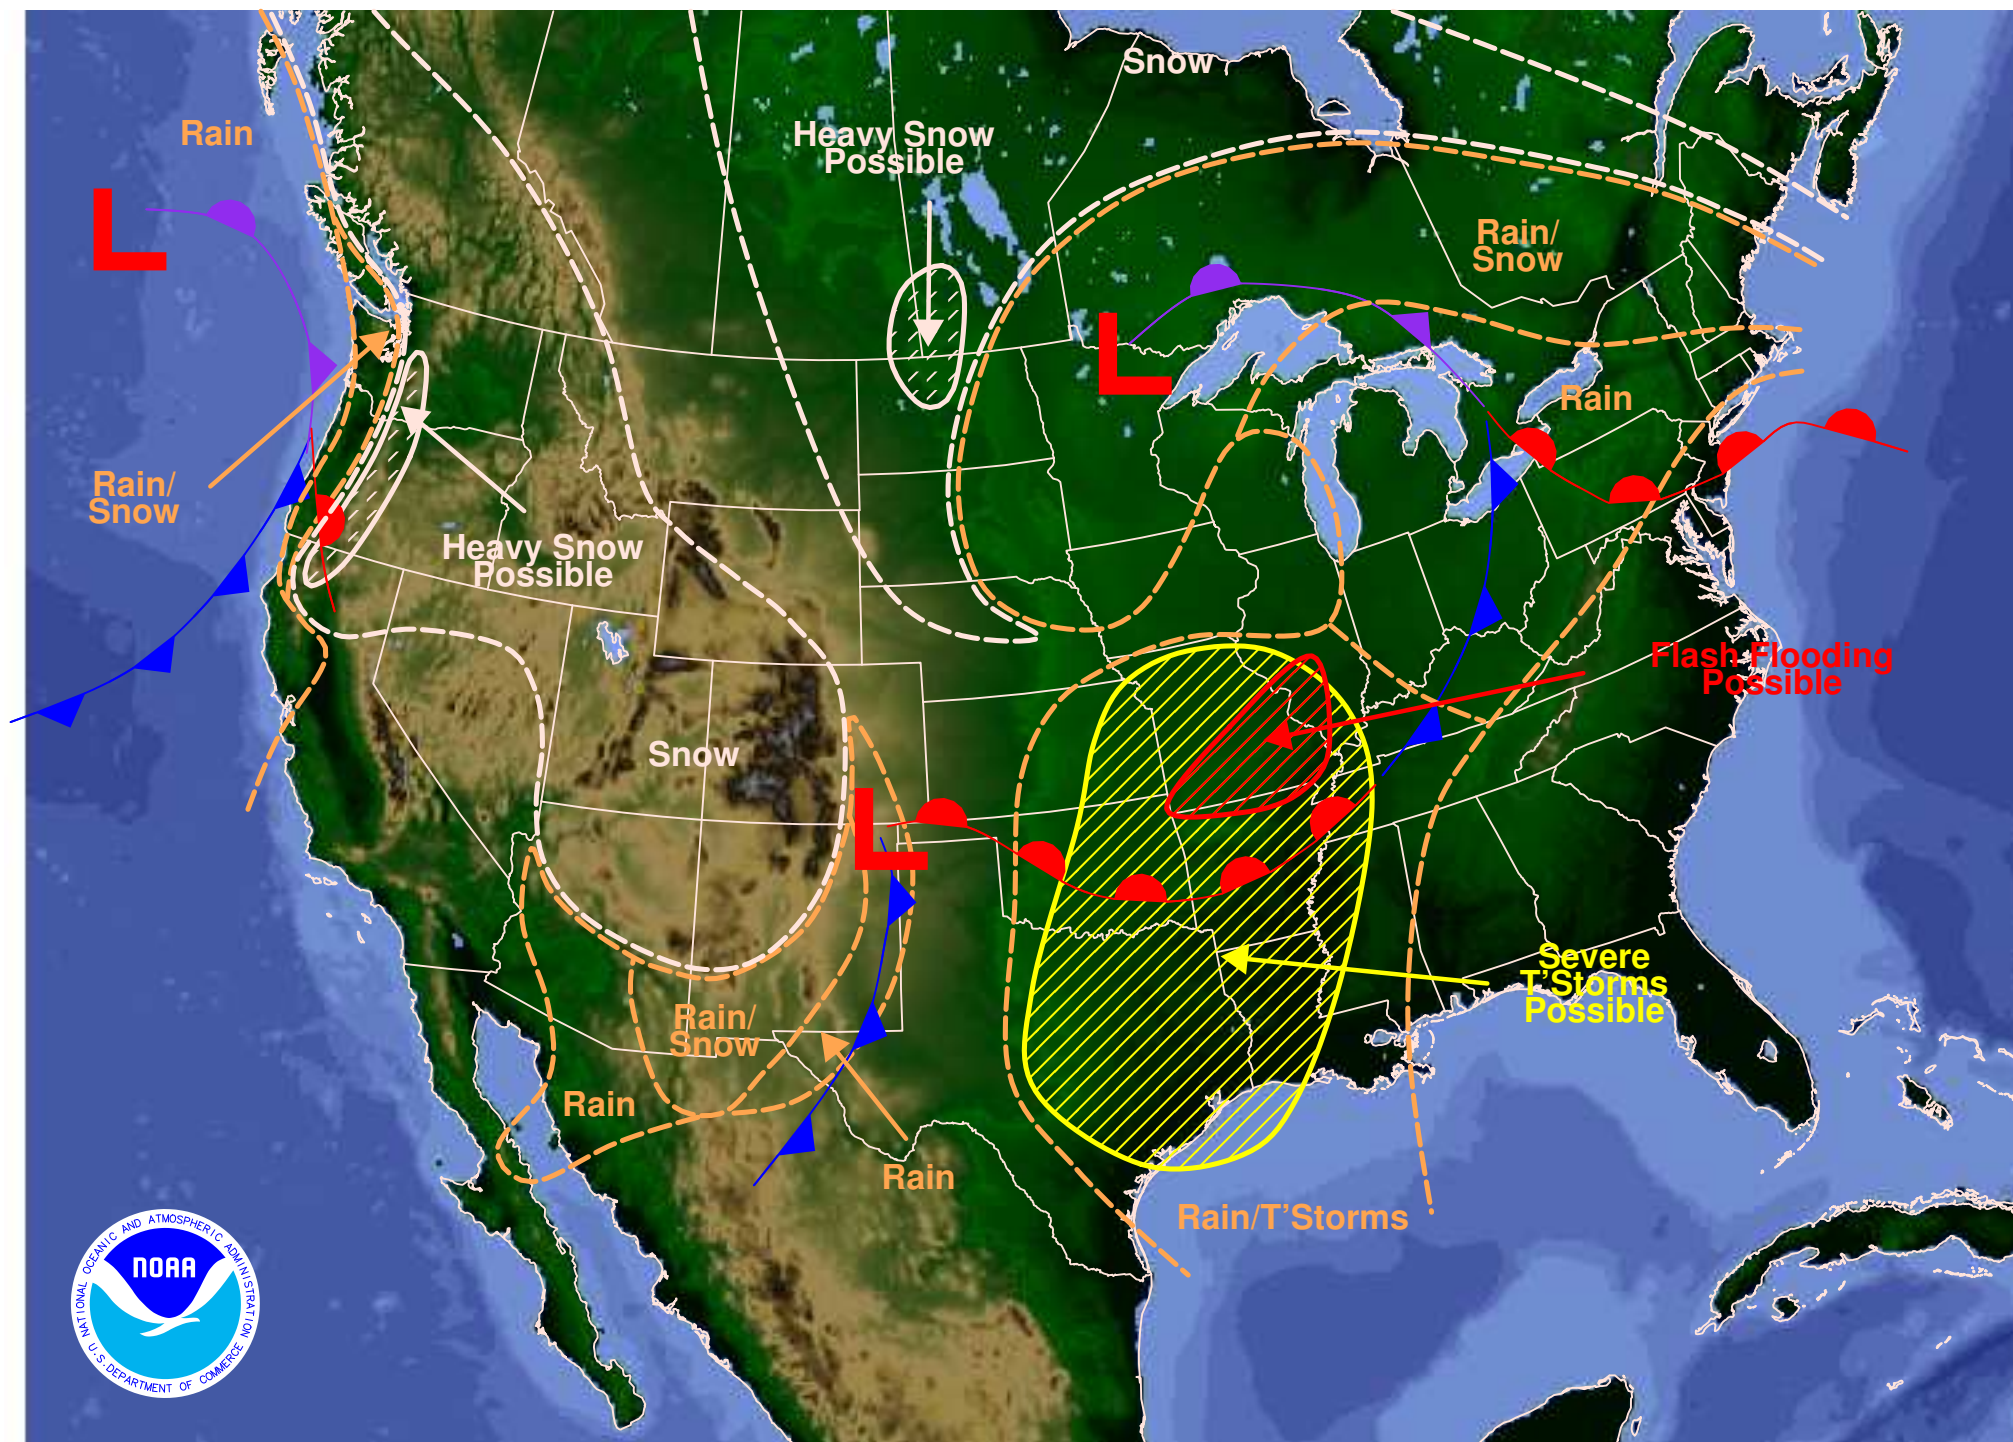 Snow
Rain
Heavy Snow
Possible
L
Rain/
Snow
L
Rain
Rain/
Snow
Heavy Snow
Possible
Flash Flooding
Possible
Snow
L
Severe
T'Storms
Possible
Rain/
Snow
Rain
Rain
Rain/T'Storms
NATIONAL OCEANIC AND ATMOSPHERIC ADMINISTRATION
NOAA
U.S. DEPARTMENT OF COMMERCE